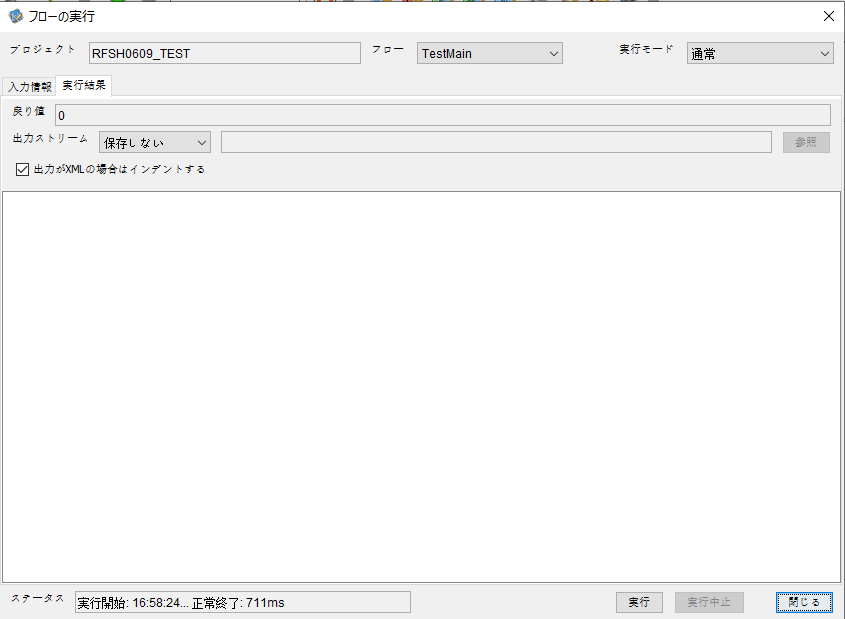 フローの実行
プロジェクト RFSH0609_TEST フロー TestMain 実行モード 通常
入力情報 実行結果
戻り値 0
出力ストリーム 保存しない 参照
出力がXMLの場合はインデントする
ステータス 実行開始: 16:58:24... 正常終了: 711ms 実行 実行中止 閉じる